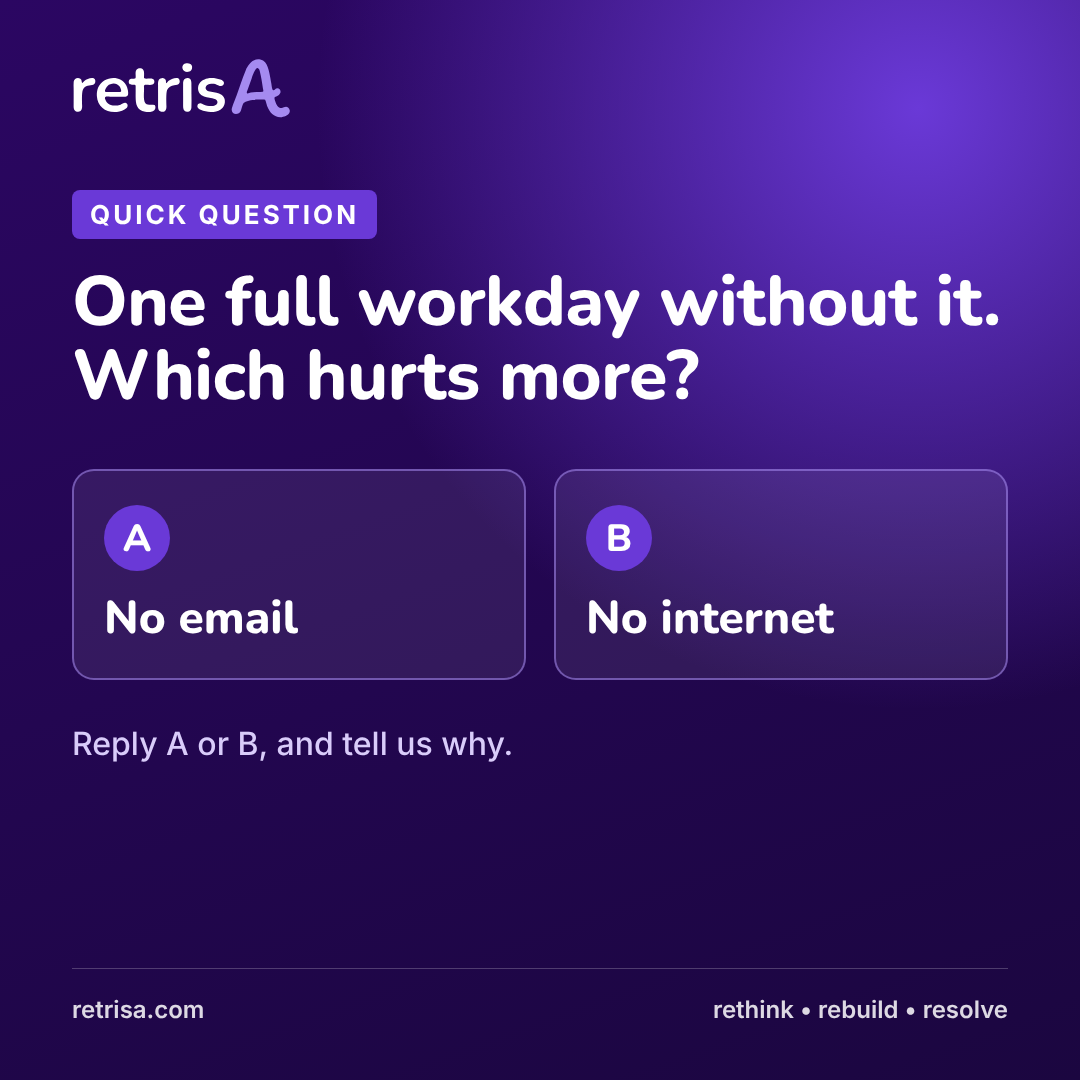 retrisA
QUICK QUESTION
One full workday without it.
Which hurts more?
A
No email
B
No internet
Reply A or B, and tell us why.
retrisa.com
rethink • rebuild • resolve